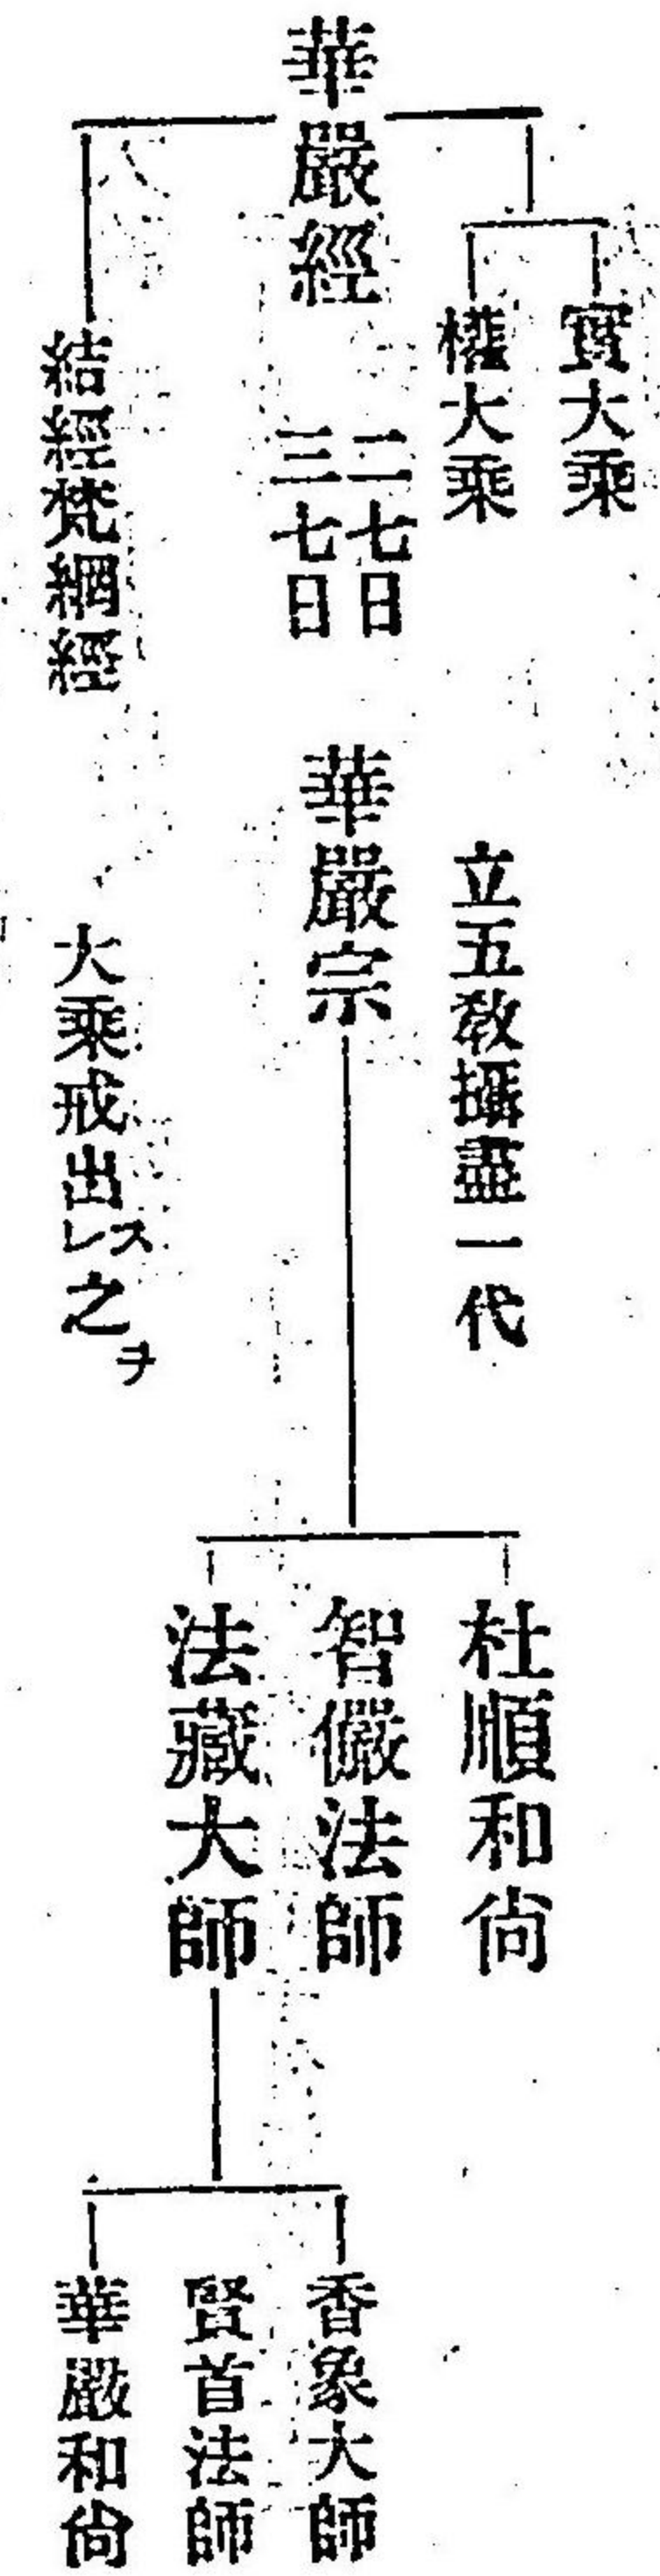 實大乘
權大乘
華嚴經
二七日
三七日
結經梵網經
立五敎攝盡一代
華嚴宗
大乘戒出レス之ヲ
杜順和尙
智儼法師
法藏大師
香象大師
賢首法師
華嚴和尙